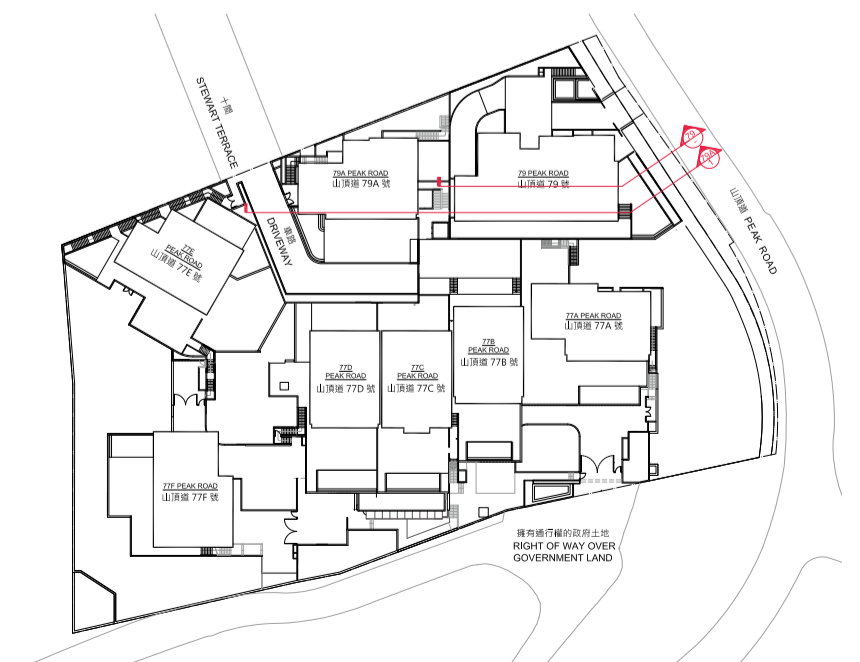 十間
STEWART TERRACE
79A PEAK ROAD
山頂道 79A 號
79 PEAK ROAD
山頂道 79 號
79
-
79A
山頂道 PEAK ROAD
車路
DRIVEWAY
77E
PEAK ROAD
山頂道 77E 號
77A PEAK ROAD
山頂道 77A 號
77D
PEAK ROAD
山頂道 77D 號
77C
PEAK ROAD
山頂道 77C 號
77B
PEAK ROAD
山頂道 77B 號
77F PEAK ROAD
山頂道 77F 號
擁有通行權的政府土地
RIGHT OF WAY OVER
GOVERNMENT LAND